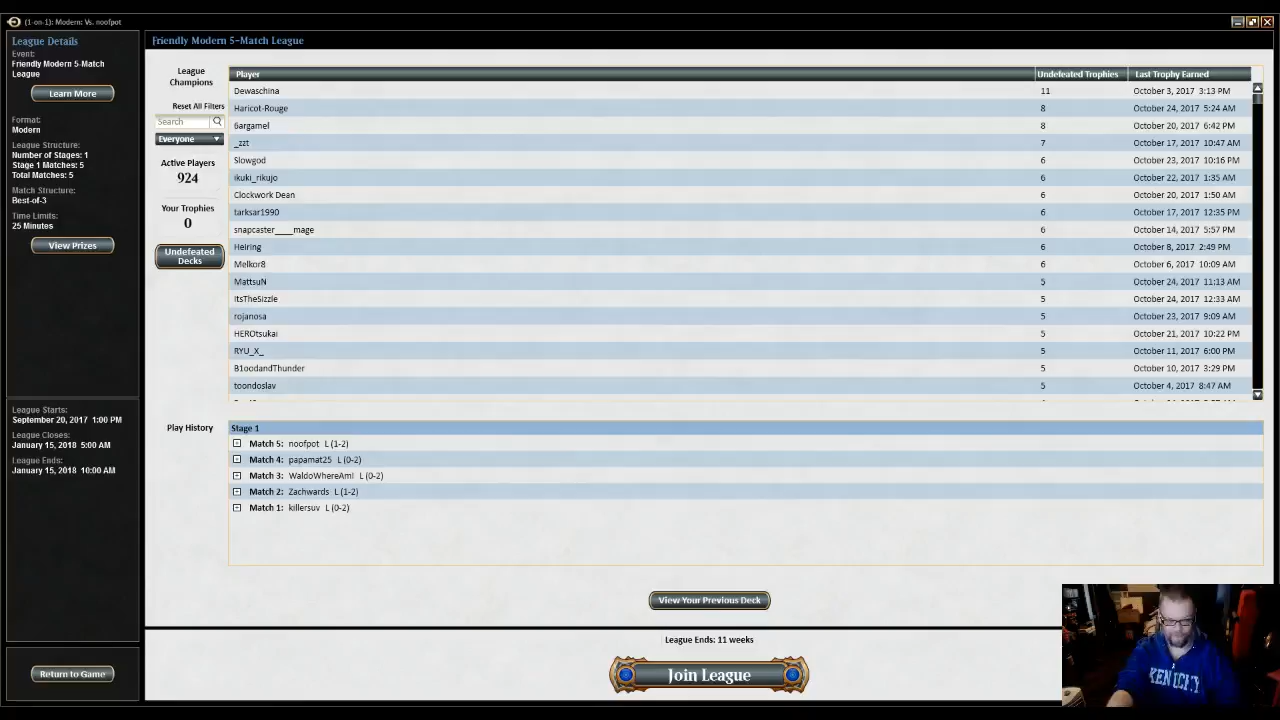 (1-on-1): Modern: Vs. noofpot
League Details
Event:
Friendly Modern 5-Match
League
Learn More
Format:
Modern
League Structure:
Number of Stages: 1
Stage 1 Matches: 5
Total Matches: 5
Match Structure:
Best-of-3
Time Limits:
25 Minutes
View Prizes
League Starts:
September 20, 2017 1:00 PM
League Closes:
January 15, 2018 5:00 AM
League Ends:
January 15, 2018 10:00 AM
Return to Game
Friendly Modern 5-Match League
League
Champions
Reset All Filters
Search
Everyone
Active Players
924
Your Trophies
0
Undefeated
Decks
Player Undefeated Trophies Last Trophy Earned
Dewaschina 11 October 3, 2017 3:13 PM
Haricot-Rouge 8 October 24, 2017 5:24 AM
6argamel 8 October 20, 2017 6:42 PM
_zzt 7 October 17, 2017 10:47 AM
Slowgod 6 October 23, 2017 10:16 PM
ikuki_rikujo 6 October 22, 2017 1:35 AM
Clockwork Dean 6 October 20, 2017 1:50 AM
tarksar1990 6 October 17, 2017 12:35 PM
snapcaster____mage 6 October 14, 2017 5:57 PM
Heiring 6 October 8, 2017 2:49 PM
Melkor8 6 October 6, 2017 10:09 AM
MattsuN 5 October 24, 2017 11:13 AM
ItsTheSizzle 5 October 24, 2017 12:33 AM
rojanosa 5 October 23, 2017 9:09 AM
HEROtsukai 5 October 21, 2017 10:22 PM
RYU_X_ 5 October 11, 2017 6:00 PM
B1oodandThunder 5 October 10, 2017 3:29 PM
toondoslav 5 October 4, 2017 8:47 AM
Play History
Stage 1
Match 5: noofpot L (1-2)
Match 4: papamat25 L (0-2)
Match 3: WaldoWhereAmI L (0-2)
Match 2: Zachwards L (1-2)
Match 1: killersuv L (0-2)
View Your Previous Deck
League Ends: 11 weeks
Join League